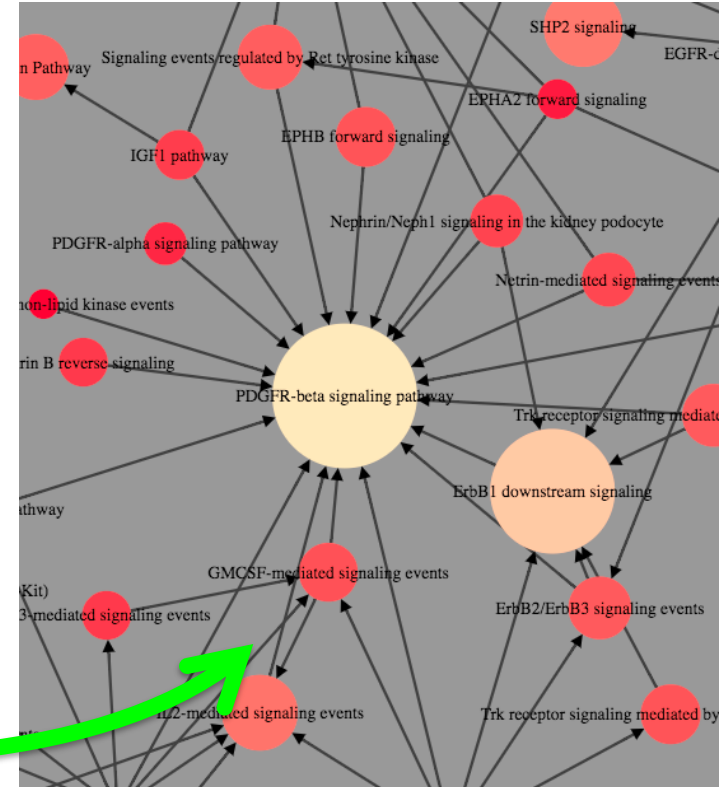 SHP2 signaling
EGFR-
Signaling events regulated by Ret tyrosine kinase
n Pathway
EPHA2 forward signaling
EPHB forward signaling
IGF1 pathway
Nephrin/Neph1 signaling in the kidney podocyte
PDGFR-alpha signaling pathway
Netrin-mediated signaling events
non-lipid kinase events
rin B reverse signaling
PDGFR-beta signaling pathway
Trk receptor signaling mediate
ErbB1 downstream signaling
athway
GMCSF-mediated signaling events
Kit)
3-mediated signaling events
ErbB2/ErbB3 signaling events
IL2-mediated signaling events
Trk receptor signaling mediated by